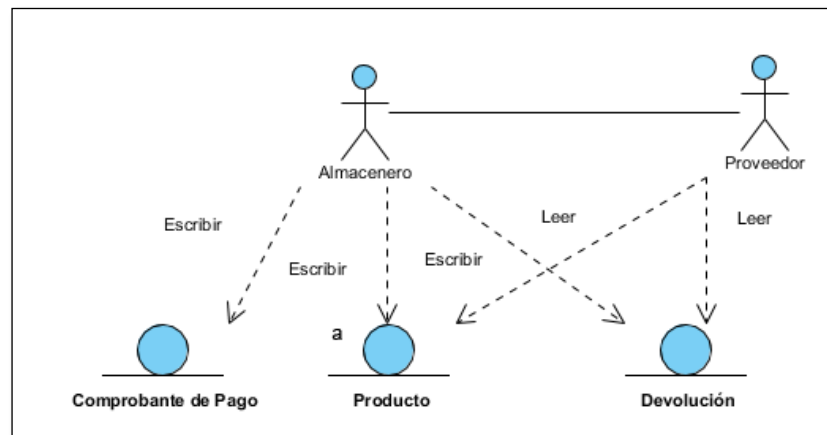 Almacenero
Proveedor
Escribir
Escribir
Escribir
Leer
Leer
a
Comprobante de Pago
Producto
Devolución